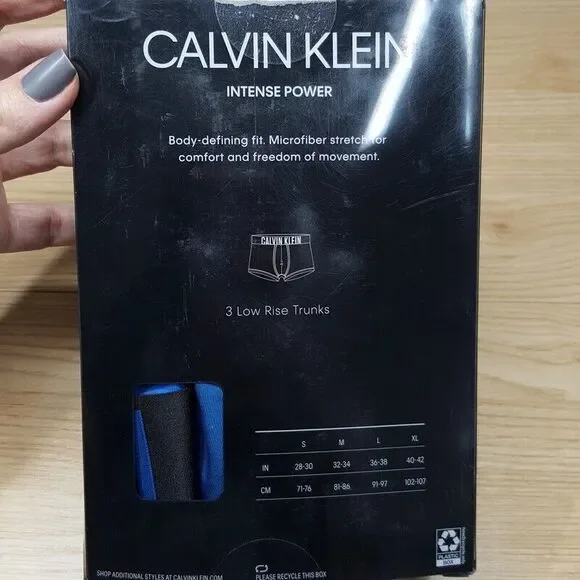 CALVIN KLEIN
INTENSE POWER
Body-defining fit. Microfiber stretch for
comfort and freedom of movement.
CALVIN KLEIN
3 Low Rise Trunks
S M L XL
IN 28-30 32-34 36-38 40-42
CM 71-76 81-86 91-97 102-107
PLASTIC
BOX
SHOP ADDITIONAL STYLES AT CALVINKLEIN.COM
PLEASE RECYCLE THIS BOX